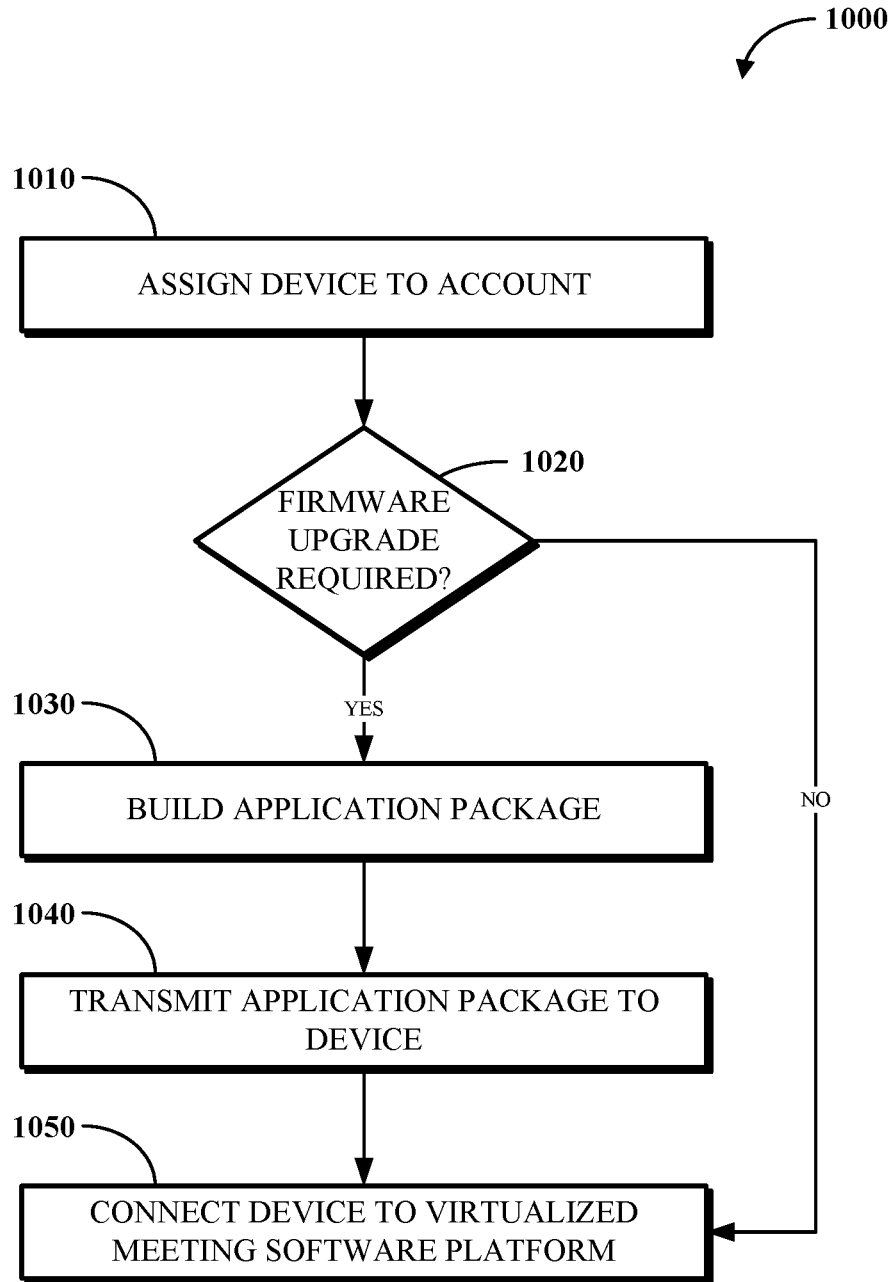 1000
1010
ASSIGN DEVICE TO ACCOUNT
1020
FIRMWARE
UPGRADE
REQUIRED?
1030
YES
BUILD APPLICATION PACKAGE
NO
1040
TRANSMIT APPLICATION PACKAGE TO
DEVICE
1050
CONNECT DEVICE TO VIRTUALIZED
MEETING SOFTWARE PLATFORM